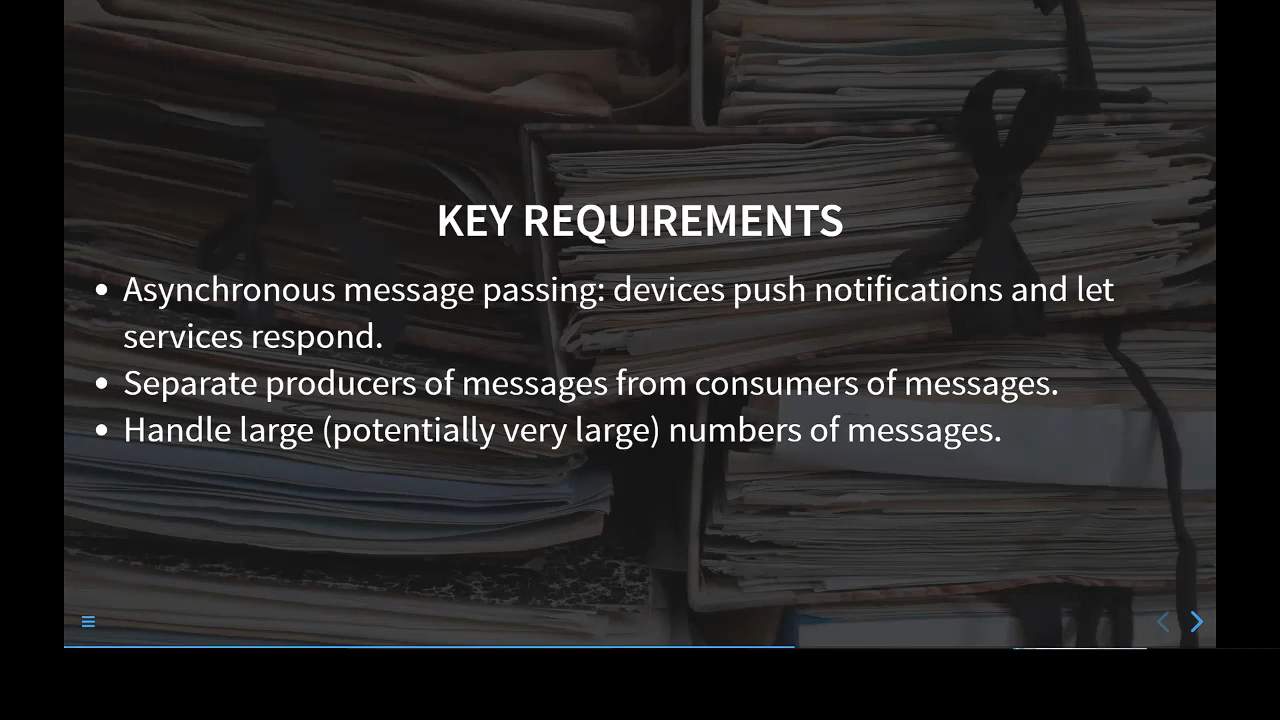 KEY REQUIREMENTS
• Asynchronous message passing: devices push notifications and let
services respond.
• Separate producers of messages from consumers of messages.
• Handle large (potentially very large) numbers of messages.